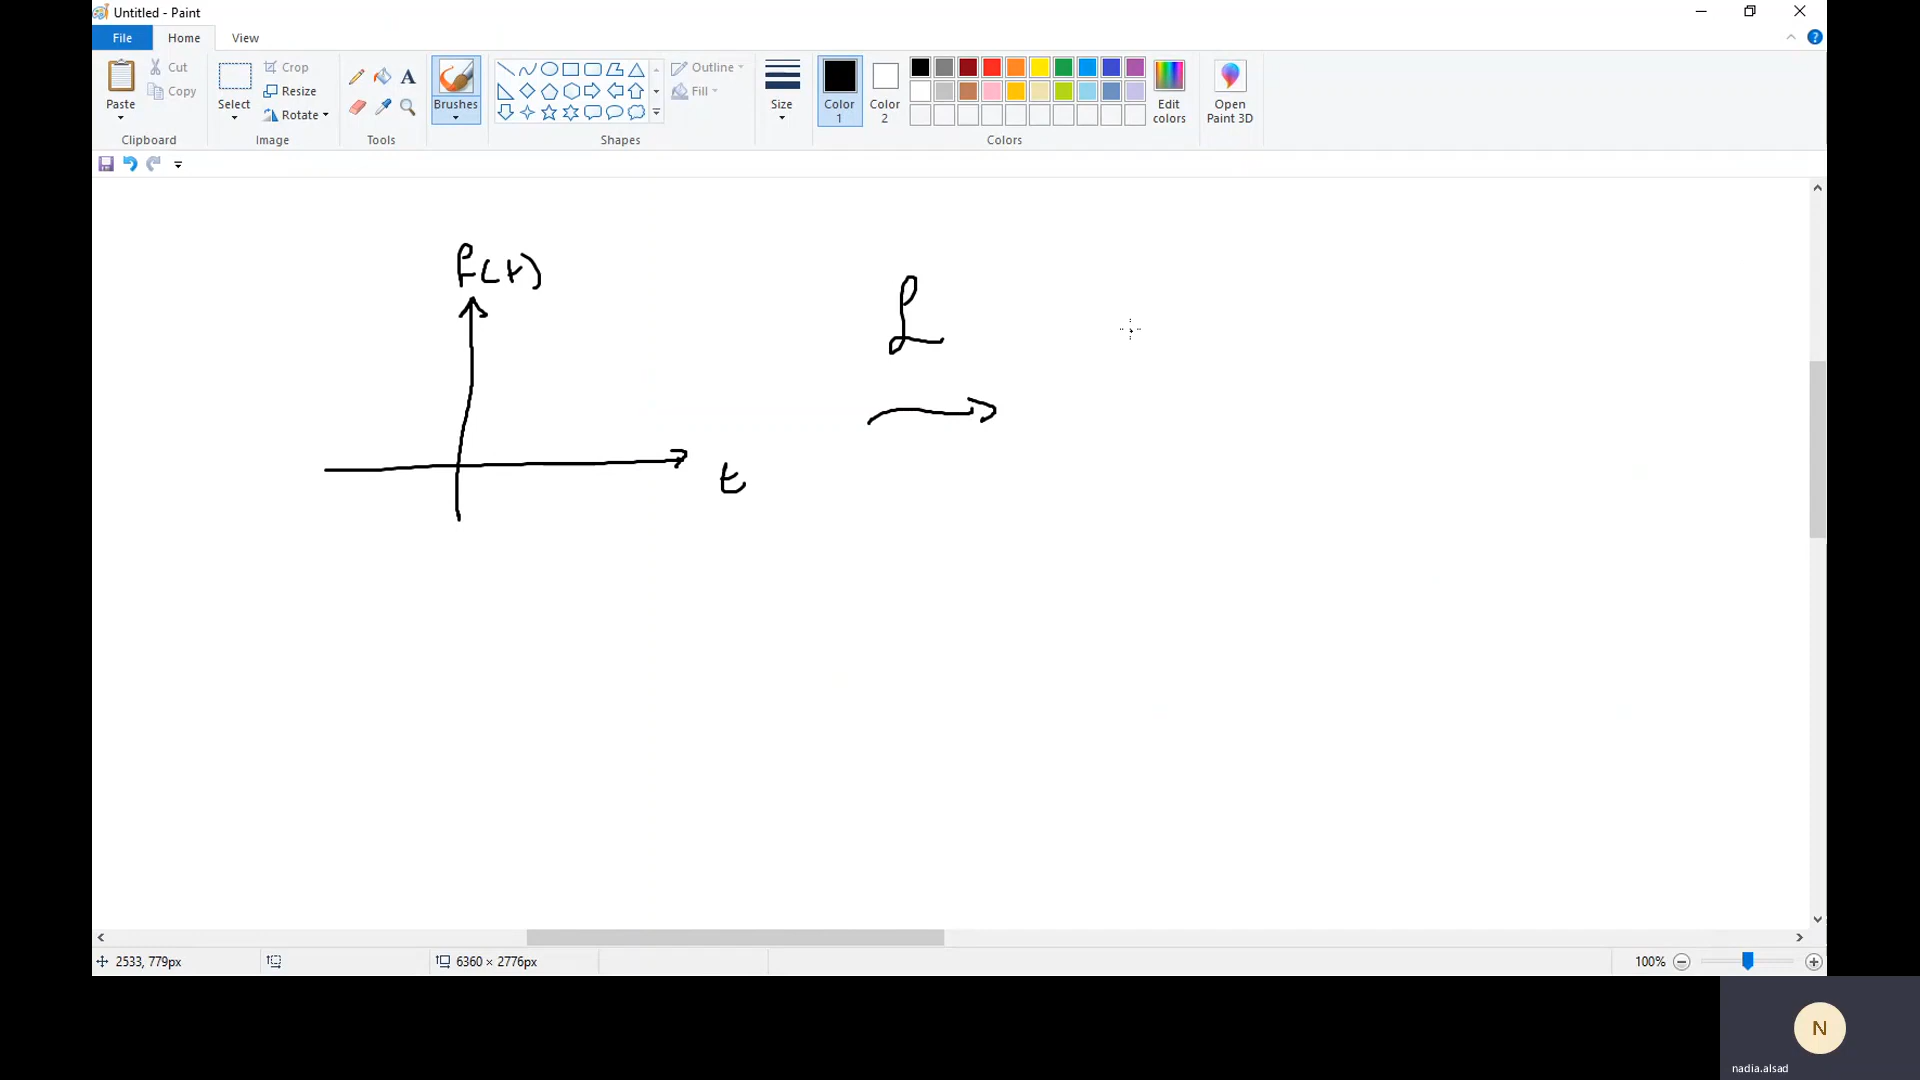 Untitled - Paint
File Home View
Paste
Cut
Copy
Clipboard
Select
Crop
Resize
Rotate
Image
A
Tools
Brushes
Outline
Fill
Shapes
Size
Color 1
Color 2
Edit colors
Colors
Open Paint 3D
f(t)
ℒ
t
2533, 779px
6360 × 2776px
100%
N
nadia.alsad